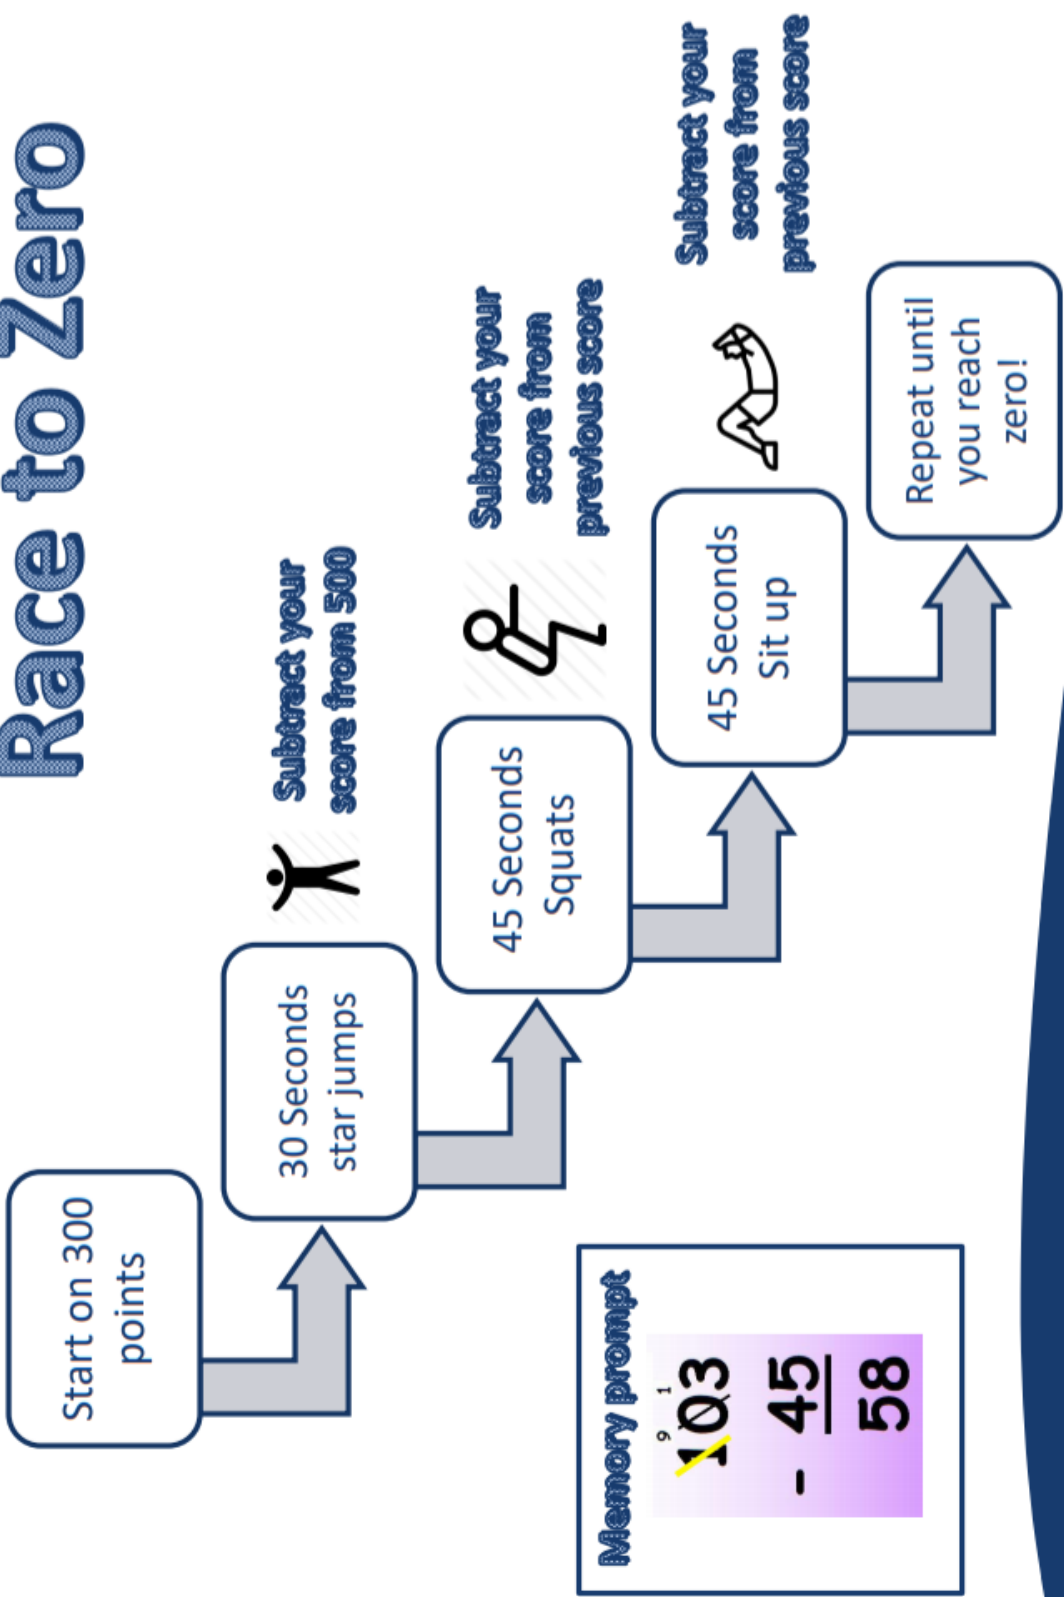 Race to Zero
Start on 300
points
30 Seconds
star jumps
Subtract your
score from 500
45 Seconds
Squats
Subtract your
score from
previous score
45 Seconds
Sit up
Subtract your
score from
previous score
Repeat until
you reach
zero!
Memory prompt
9 1
103
- 45
58